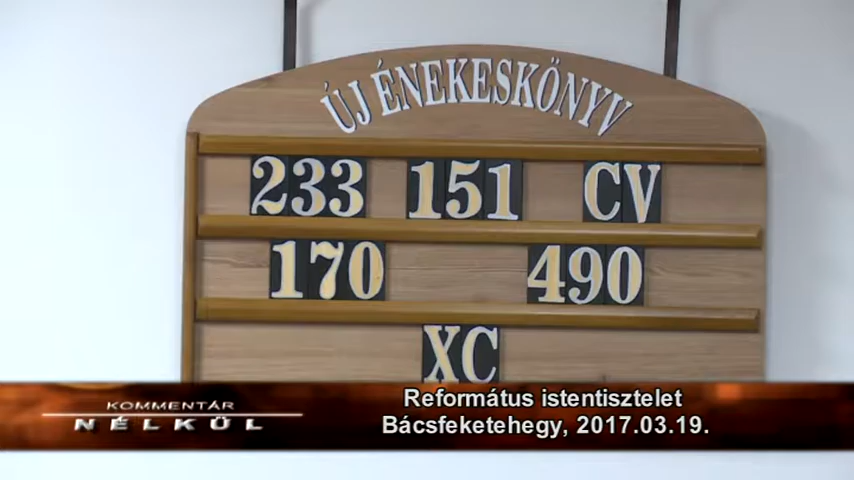 ÚJ ÉNEKESKÖNYV
233 151 CV
170 490
XC
KOMMENTÁR
NÉLKÜL
Református istentisztelet
Bácsfeketehegy, 2017.03.19.